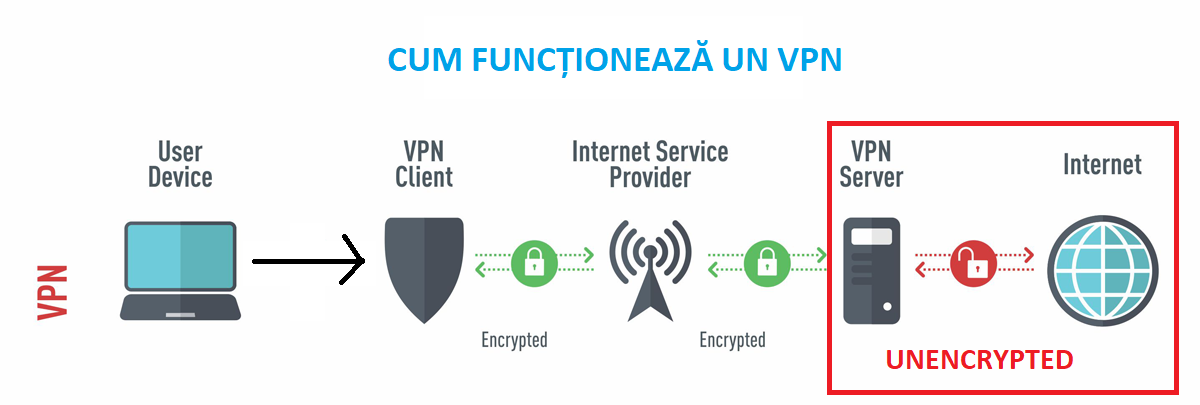 CUM FUNCȚIONEAZĂ UN VPN
User
Device
VPN
Client
Internet Service
Provider
VPN
Server
Internet
VPN
Encrypted
Encrypted
UNENCRYPTED